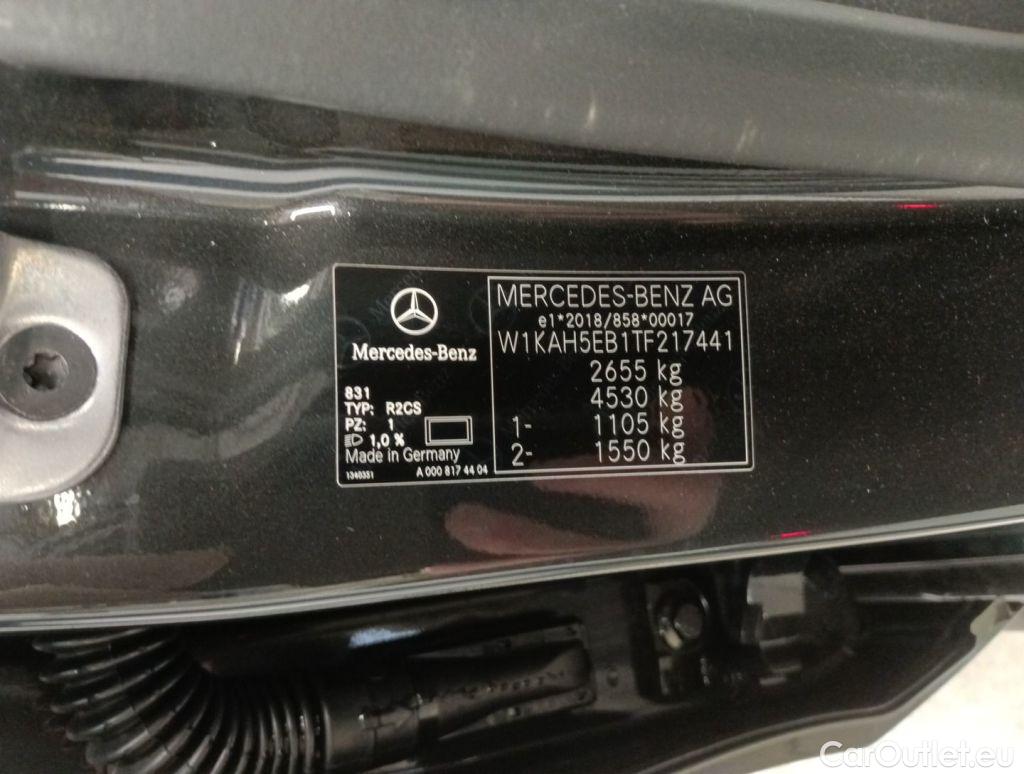 Mercedes-Benz
831
TYP: R2CS
PZ: 1
1,0 %
Made in Germany
1340351
A 000 817 44 04
MERCEDES-BENZ AG
e1*2018/858*00017
W1KAH5EB1TF217441
2655 kg
4530 kg
1- 1105 kg
2- 1550 kg
CarOutlet.eu